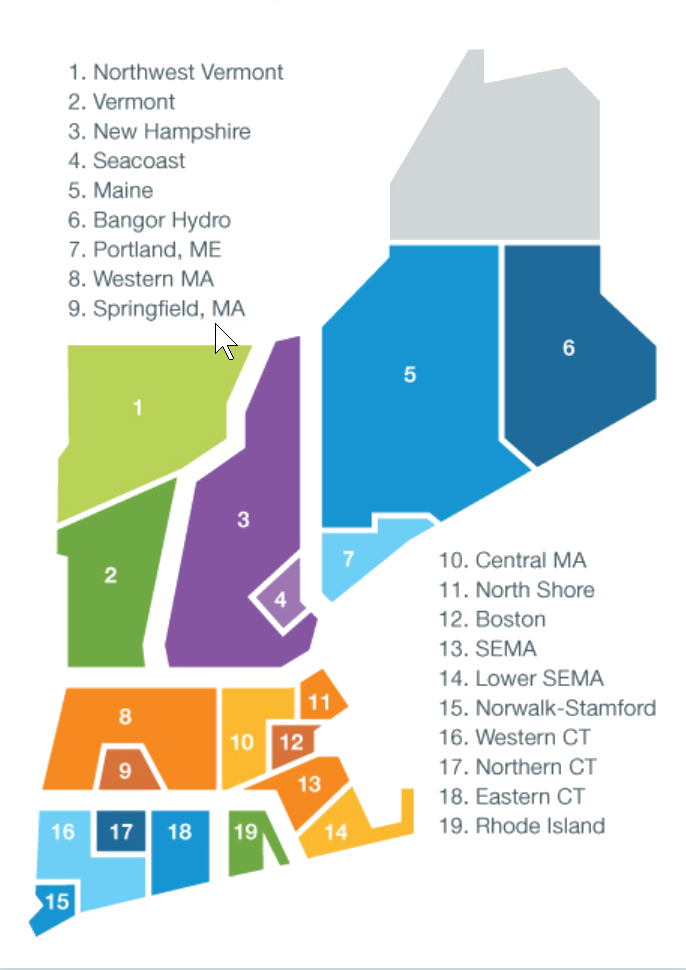 1. Northwest Vermont
2. Vermont
3. New Hampshire
4. Seacoast
5. Maine
6. Bangor Hydro
7. Portland, ME
8. Western MA
9. Springfield, MA
6
5
1
3
7
2
4
10. Central MA
11. North Shore
12. Boston
13. SEMA
14. Lower SEMA
15. Norwalk-Stamford
16. Western CT
17. Northern CT
18. Eastern CT
19. Rhode Island
11
8
10
12
9
13
16
17
18
19
14
15